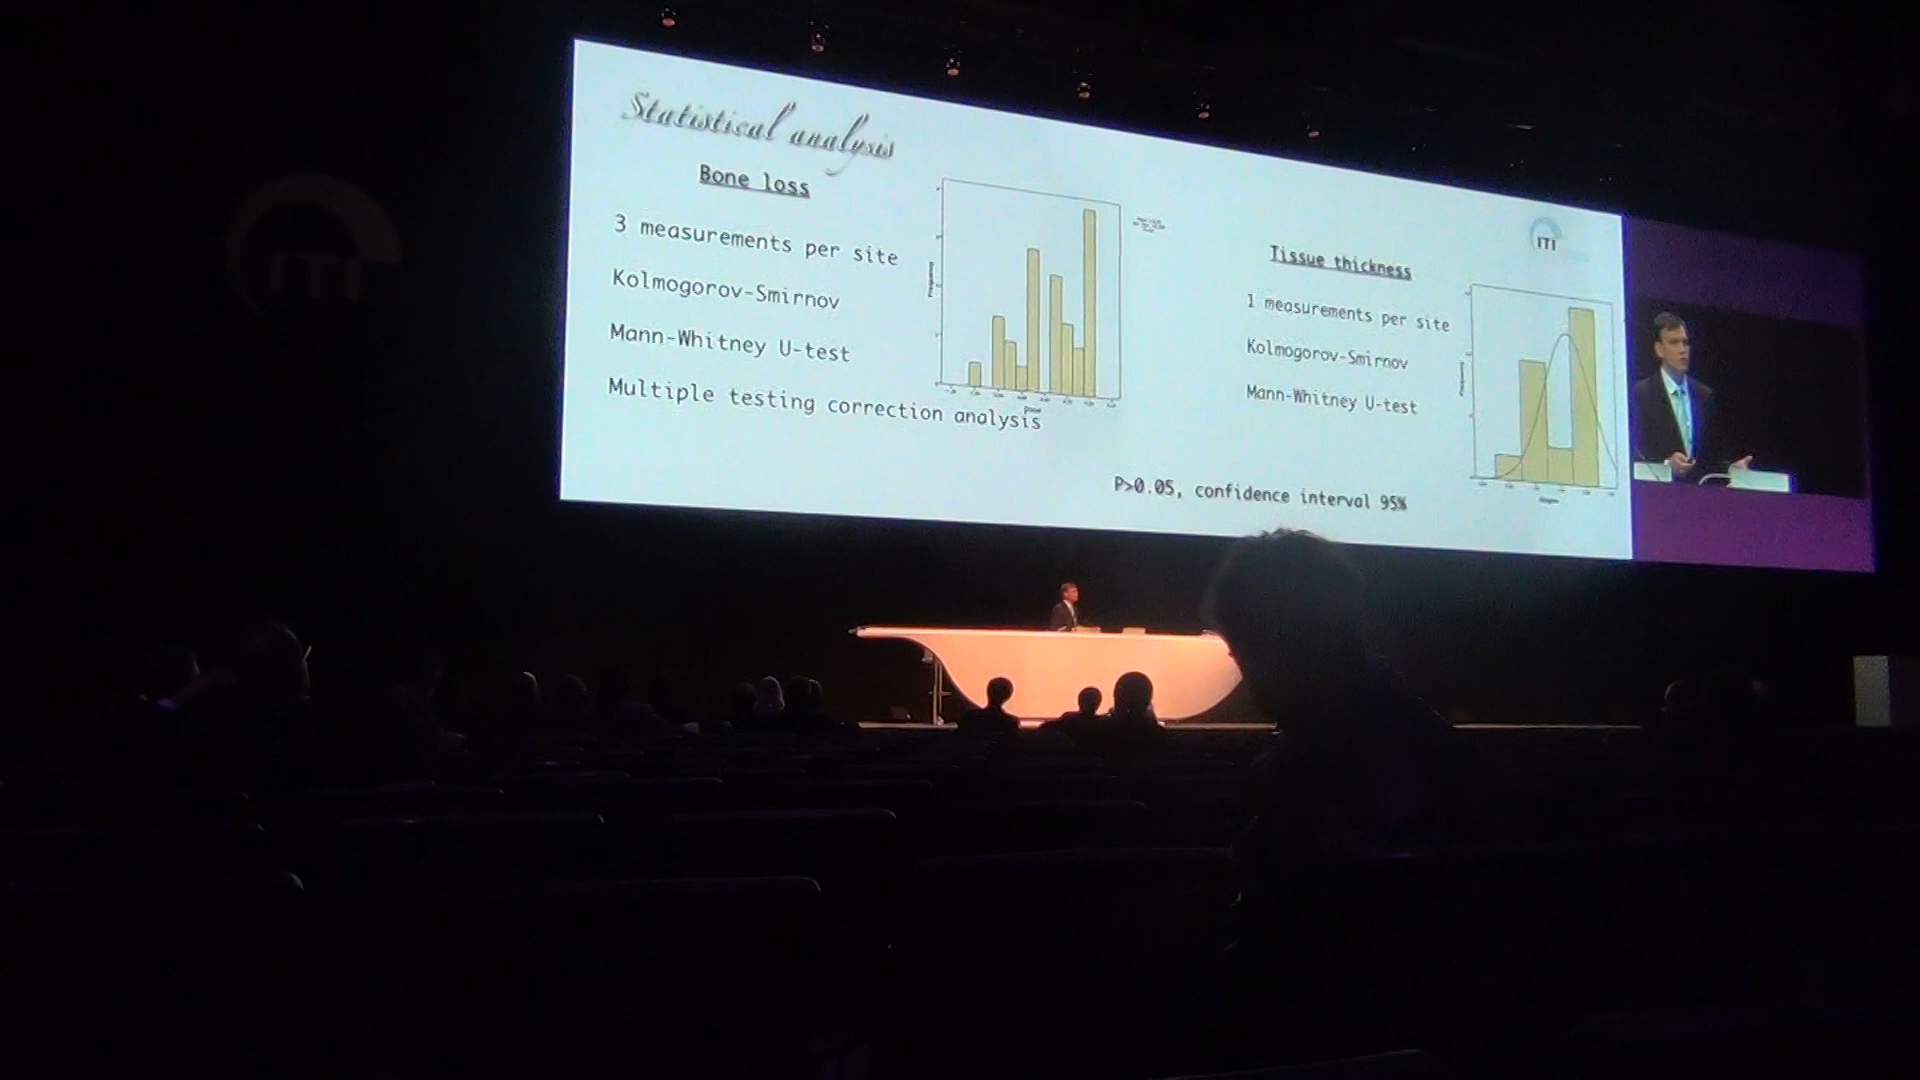 Statistical analysis
Bone loss
3 measurements per site
Kolmogorov-Smirnov
Mann-Whitney U-test
Multiple testing correction analysis
ITI
Tissue thickness
1 measurements per site
Kolmogorov-Smirnov
Mann-Whitney U-test
P>0.05, confidence interval 95%
ITI